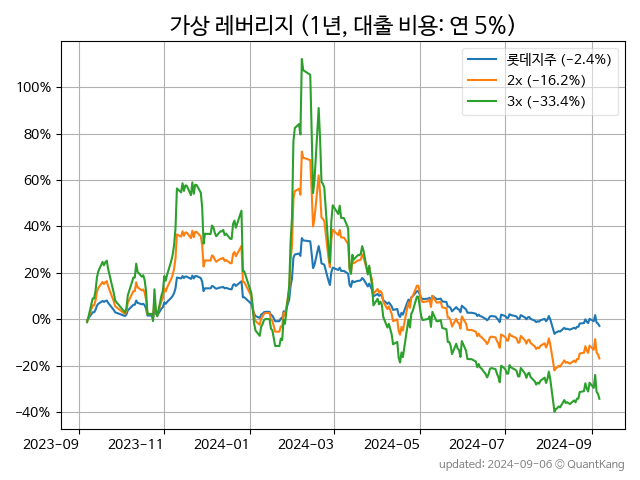 가상 레버리지 (1년, 대출 비용: 연 5%)
롯데지주 (-2.4%)
2x (-16.2%)
3x (-33.4%)
100%
80%
60%
40%
20%
0%
-20%
-40%
2023-09 2023-11 2024-01 2024-03 2024-05 2024-07 2024-09
updated: 2024-09-06 © QuantKang